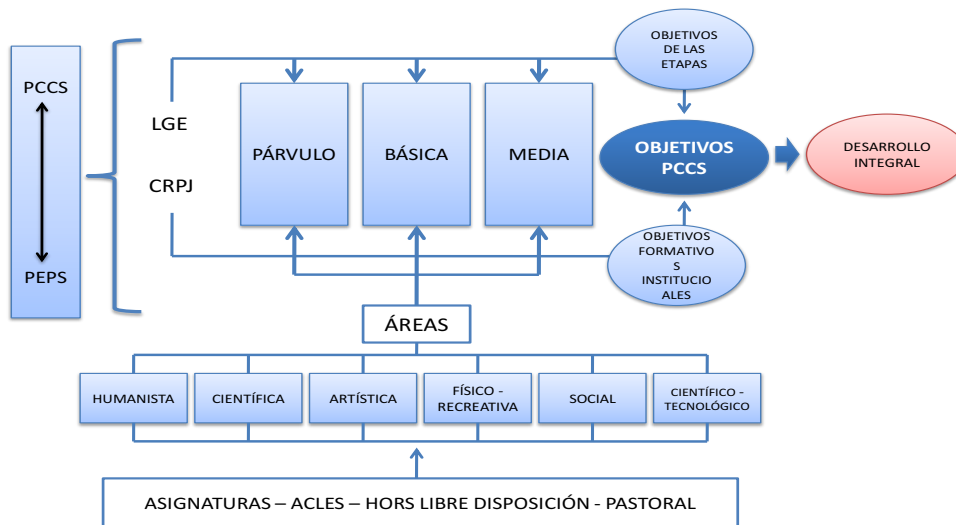 PCCS
PEPS
LGE
CRPJ
PÁRVULO
BÁSICA
MEDIA
OBJETIVOS
DE LAS
ETAPAS
OBJETIVOS
PCCS
DESARROLLO
INTEGRAL
OBJETIVOS
FORMATIVO
S
INSTITUCIO
ALES
ÁREAS
HUMANISTA
CIENTÍFICA
ARTÍSTICA
FÍSICO -
RECREATIVA
SOCIAL
CIENTÍFICO -
TECNOLÓGICO
ASIGNATURAS – ACLES – HORS LIBRE DISPOSICIÓN - PASTORAL